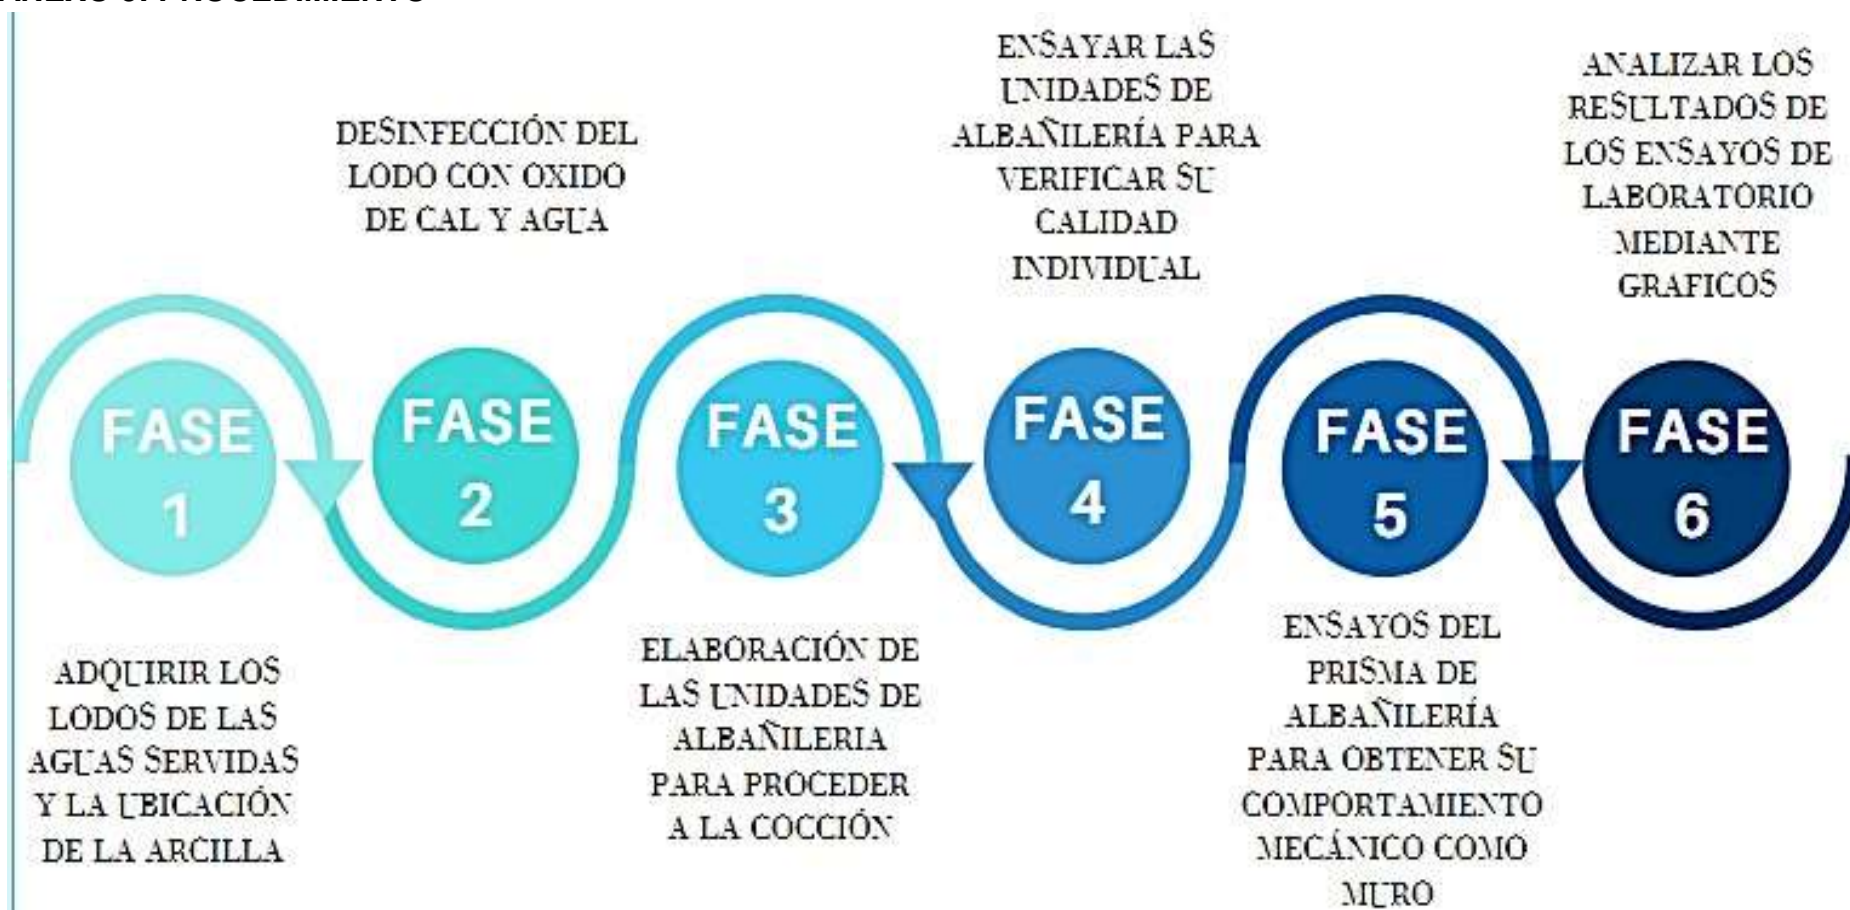 FASE
1
ADQUIRIR LOS
LODOS DE LAS
AGUAS SERVIDAS
Y LA UBICACIÓN
DE LA ARCILLA
DESINFECCIÓN DEL
LODO CON OXIDO
DE CAL Y AGUA
FASE
2
FASE
3
ELABORACIÓN DE
LAS UNIDADES DE
ALBAÑILERIA
PARA PROCEDER
A LA COCCIÓN
ENSAYAR LAS
UNIDADES DE
ALBAÑILERÍA PARA
VERIFICAR SU
CALIDAD
INDIVIDUAL
FASE
4
FASE
5
ENSAYOS DEL
PRISMA DE
ALBAÑILERÍA
PARA OBTENER SU
COMPORTAMIENTO
MECÁNICO COMO
MURO
ANALIZAR LOS
RESULTADOS DE
LOS ENSAYOS DE
LABORATORIO
MEDIANTE
GRAFICOS
FASE
6